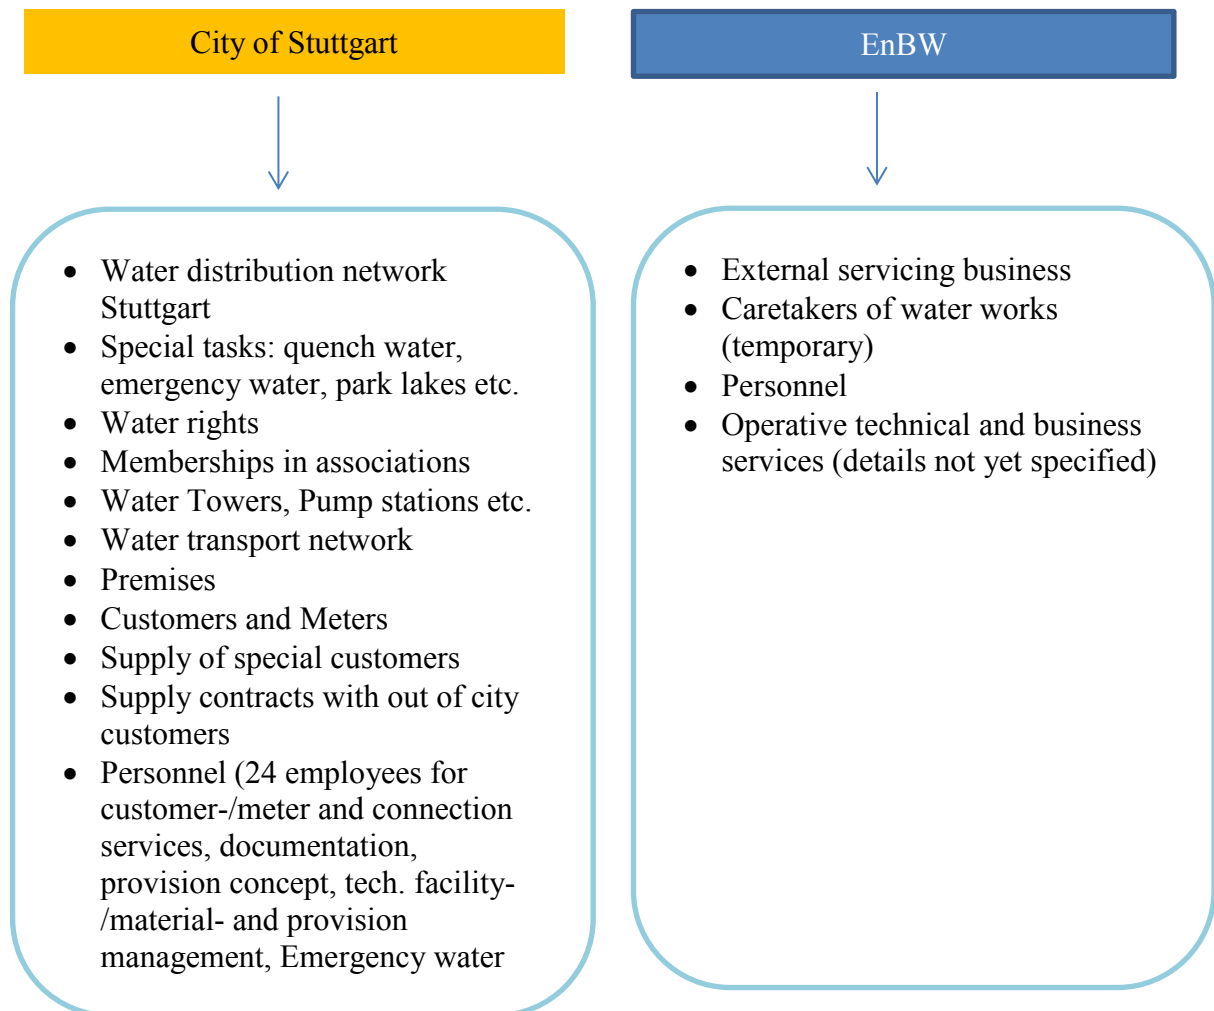 City of Stuttgart
EnBW
• Water distribution network
Stuttgart
• Special tasks: quench water,
emergency water, park lakes etc.
• Water rights
• Memberships in associations
• Water Towers, Pump stations etc.
• Water transport network
• Premises
• Customers and Meters
• Supply of special customers
• Supply contracts with out of city
customers
• Personnel (24 employees for
customer-/meter and connection
services, documentation,
provision concept, tech. facility-
/material- and provision
management, Emergency water
• External servicing business
• Caretakers of water works
(temporary)
• Personnel
• Operative technical and business
services (details not yet specified)